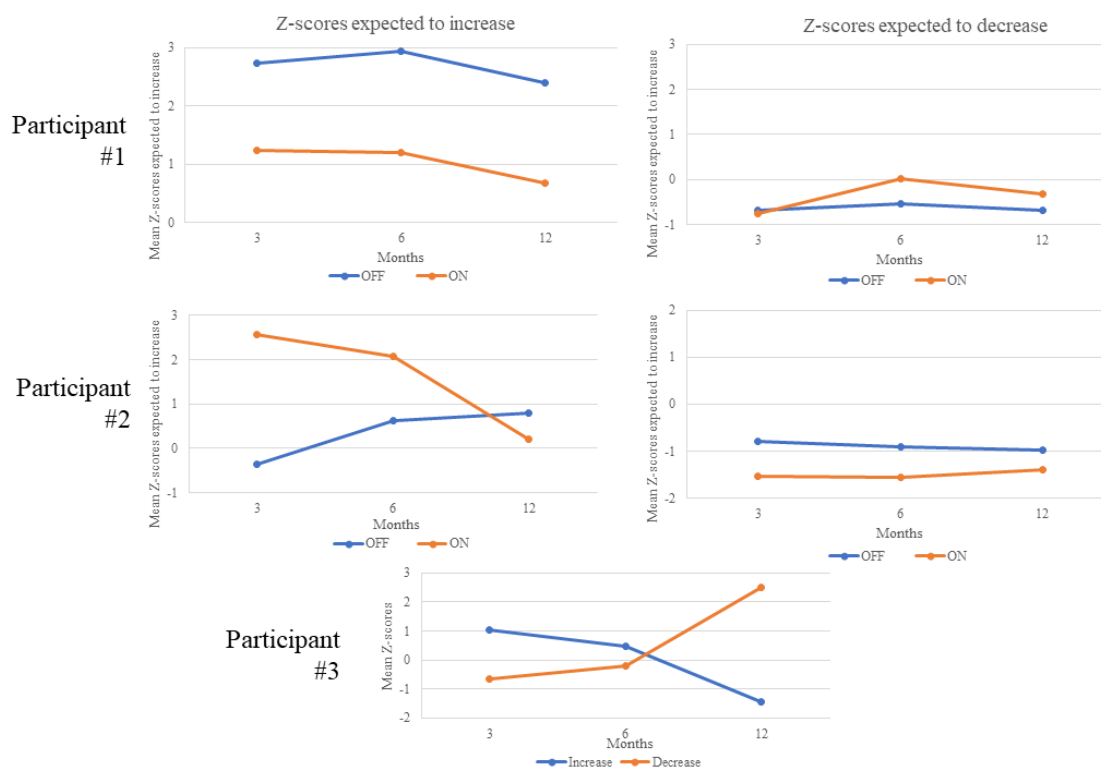 Z-scores expected to increase
Z-scores expected to decrease
Participant
#1
Mean Z-scores expected to increase
3
2
1
0
3
6
12
Months
OFF
ON
Mean Z-scores expected to increase
3
2
1
0
-1
3
6
12
Months
OFF
ON
Participant
#2
Mean Z-scores expected to increase
3
2
1
0
-1
3
6
12
Months
OFF
ON
Mean Z-scores expected to increase
2
1
0
-1
-2
3
6
12
Months
OFF
ON
Participant
#3
Mean Z-scores
3
2
1
0
-1
-2
3
6
12
Months
Increase
Decrease